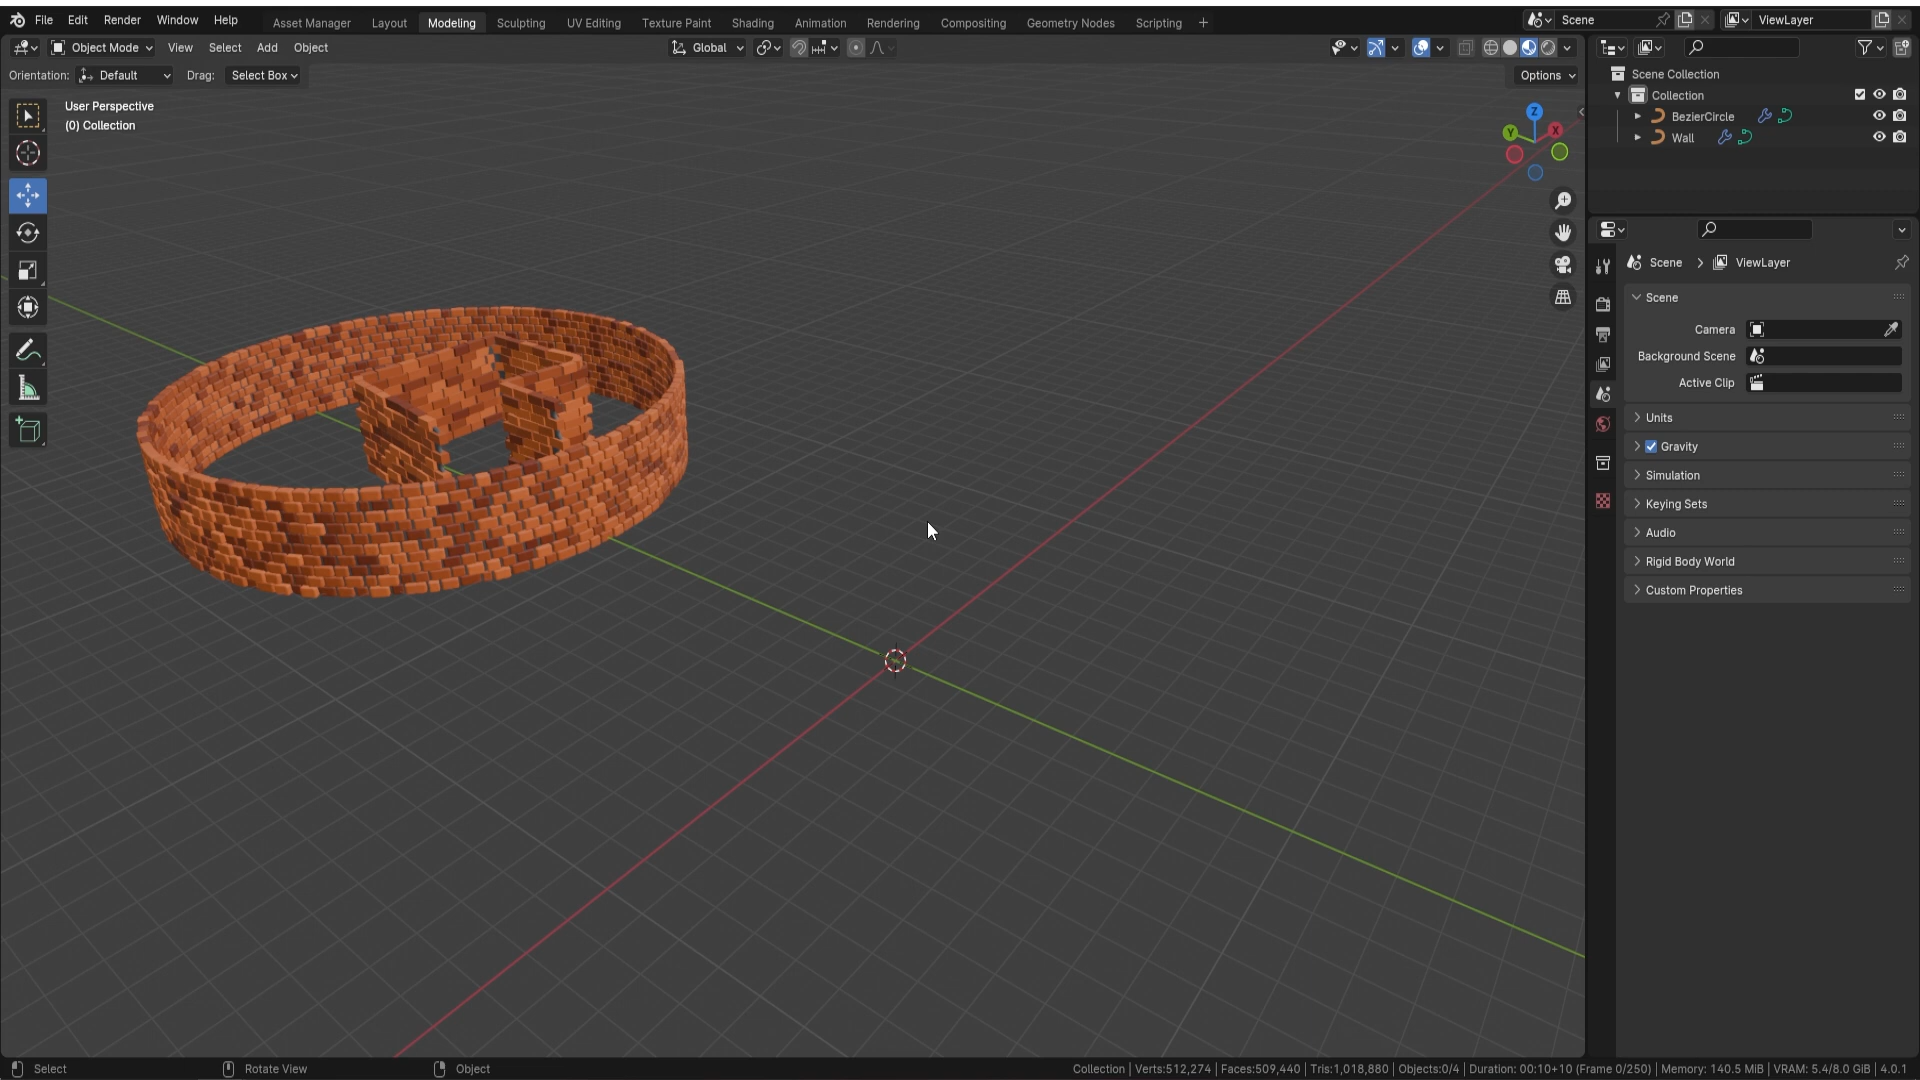 File Edit Render Window Help Asset Manager Layout Modeling Sculpting UV Editing Texture Paint Shading Animation Rendering Compositing Geometry Nodes Scripting + Scene ViewLayer
Object Mode View Select Add Object Global
Orientation: Default Drag: Select Box Options
User Perspective
(0) Collection
Z
Y X
Scene Collection
Collection
BezierCircle
Wall
Scene > ViewLayer
Scene
Camera
Background Scene
Active Clip
Units
Gravity
Simulation
Keying Sets
Audio
Rigid Body World
Custom Properties
Select Rotate View Object Collection | Verts:512,274 | Faces:509,440 | Tris:1,018,880 | Objects:0/4 | Duration: 00:10+10 (Frame 0/250) | Memory: 140.5 MiB | VRAM: 5.4/8.0 GiB | 4.0.1